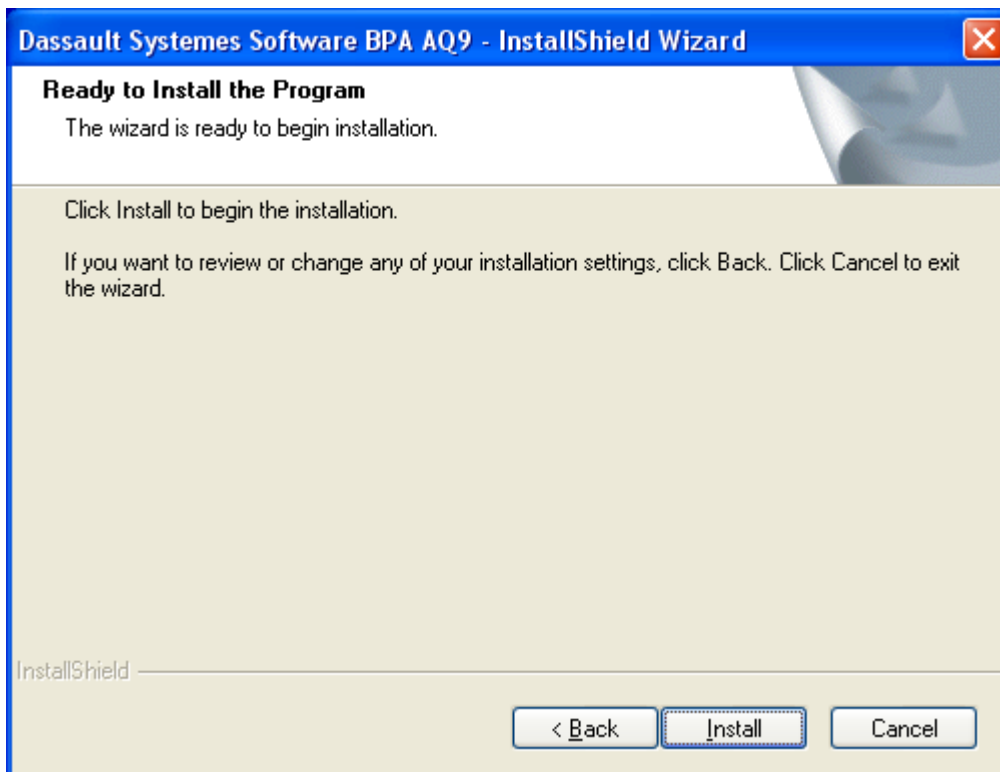 Dassault Systemes Software BPA AQ9 - InstallShield Wizard
Ready to Install the Program
The wizard is ready to begin installation.
Click Install to begin the installation.
If you want to review or change any of your installation settings, click Back. Click Cancel to exit
the wizard.
InstallShield
< Back
Install
Cancel